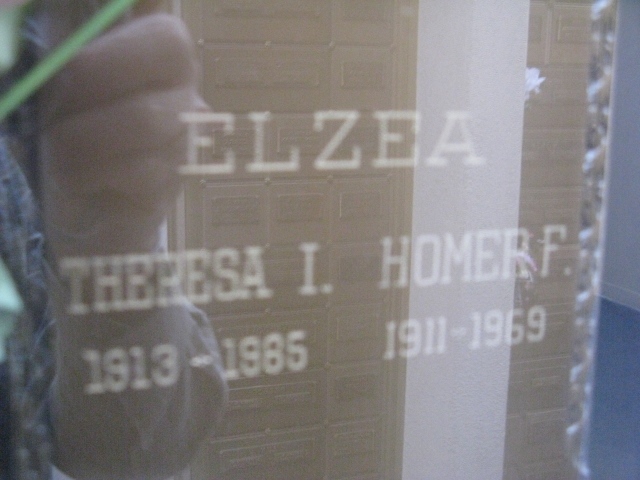 ELZEA
THERESA I. HOMER F.
1913 - 1985 1911 - 1969